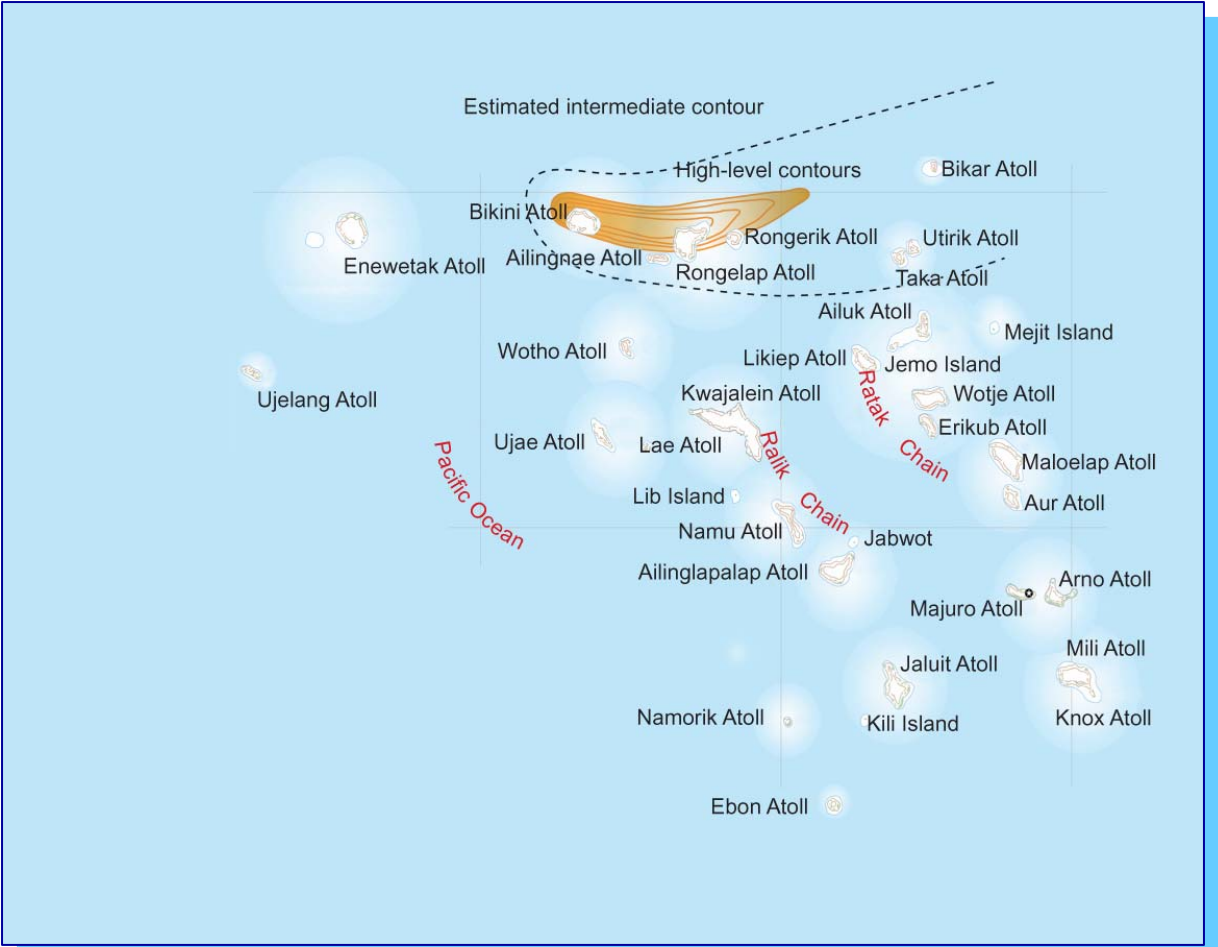 Estimated intermediate contour
High-level contours
Bikar Atoll
Bikini Atoll
Rongerik Atoll
Utirik Atoll
Enewetak Atoll
Ailingnae Atoll
Rongelap Atoll
Taka Atoll
Ailuk Atoll
Mejit Island
Wotho Atoll
Likiep Atoll
Jemo Island
Ujelang Atoll
Kwajalein Atoll
Wotje Atoll
Ratak Chain
Erikub Atoll
Ujae Atoll
Lae Atoll
Maloelap Atoll
Pacific Ocean
Ralik Chain
Lib Island
Aur Atoll
Namu Atoll
Jabwot
Ailinglapalap Atoll
Arno Atoll
Majuro Atoll
Mili Atoll
Jaluit Atoll
Namorik Atoll
Kili Island
Knox Atoll
Ebon Atoll